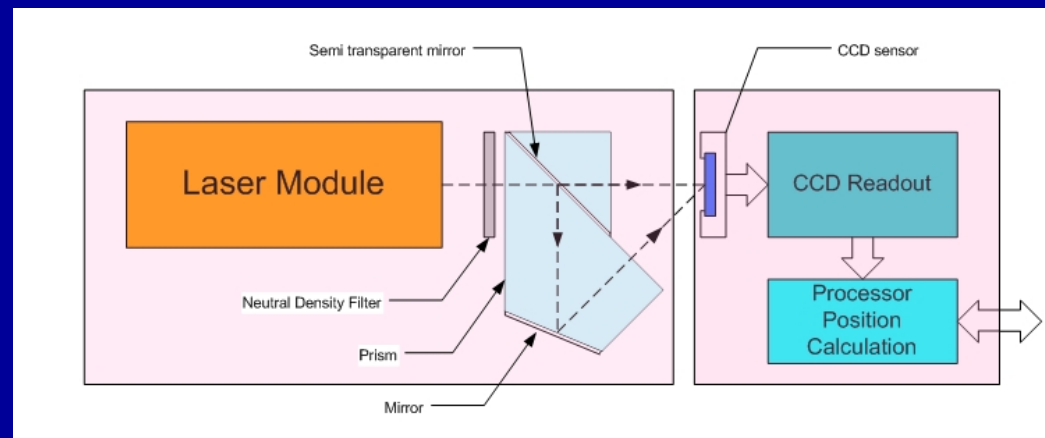 Semi transparent mirror
CCD sensor
Laser Module
CCD Readout
Neutral Density Filter
Processor
Position
Calculation
Prism
Mirror